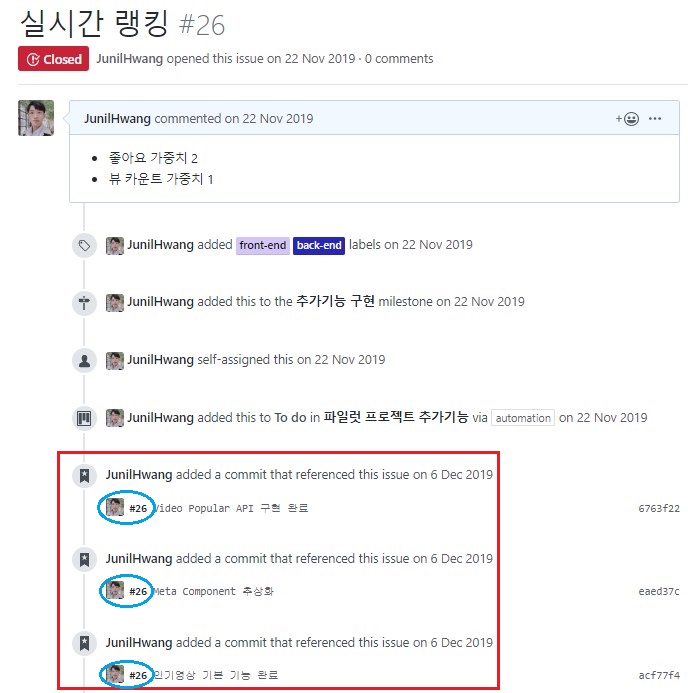 실시간 랭킹 #26
Closed JunilHwang opened this issue on 22 Nov 2019 · 0 comments
JunilHwang commented on 22 Nov 2019
좋아요 가중치 2
뷰 카운트 가중치 1
JunilHwang added front-end back-end labels on 22 Nov 2019
JunilHwang added this to the 추가기능 구현 milestone on 22 Nov 2019
JunilHwang self-assigned this on 22 Nov 2019
JunilHwang added this to To do in 파일럿 프로젝트 추가기능 via automation on 22 Nov 2019
JunilHwang added a commit that referenced this issue on 6 Dec 2019
#26 Video Popular API 구현 완료 6763f22
JunilHwang added a commit that referenced this issue on 6 Dec 2019
#26 Meta Component 추상화 eaed37c
JunilHwang added a commit that referenced this issue on 6 Dec 2019
#26 인기영상 기본 기능 완료 acf77f4